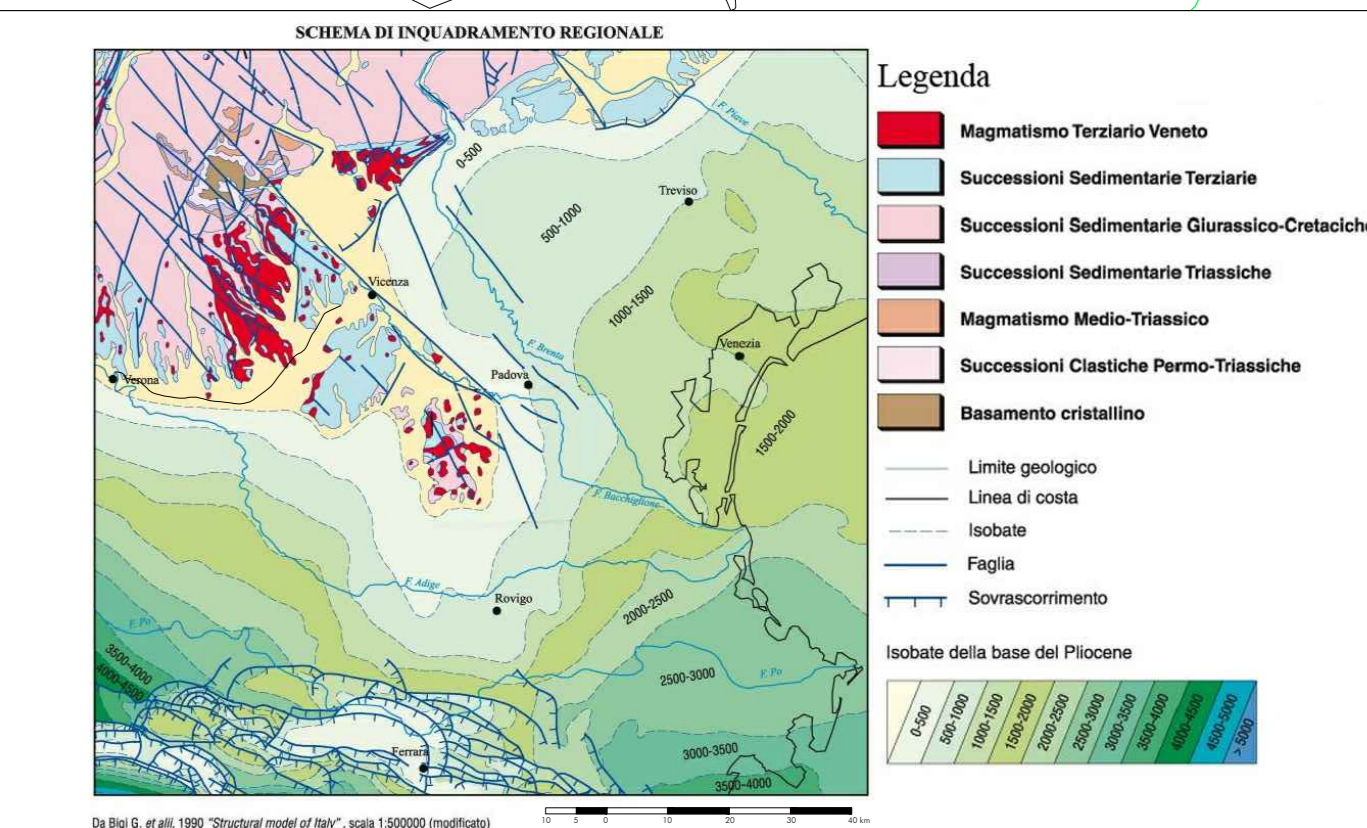 SCHEMA DI INQUADRAMENTO REGIONALE
F. Piave
0-500
Treviso
500-1000
Vicenza
1000-1500
Venezia
F. Brenta
Padova
Verona
1500-2000
F. Bacchiglione
F. Adige
Rovigo
2000-2500
F. Po
3500-4000
4000-4500
2500-3000
F. Po
3000-3500
Ferrara
3500-4000
Da Bigi G. et alii, 1990 "Structural model of Italy" , scala 1:500000 (modificato)
10 5 0 10 20 30 40 km
Legenda
Magmatismo Terziario Veneto
Successioni Sedimentarie Terziarie
Successioni Sedimentarie Giurassico-Cretaciche
Successioni Sedimentarie Triassiche
Magmatismo Medio-Triassico
Successioni Clastiche Permo-Triassiche
Basamento cristallino
Limite geologico
Linea di costa
Isobate
Faglia
Sovrascorrimento
Isobate della base del Pliocene
0-500
500-1000
1000-1500
1500-2000
2000-2500
2500-3000
3000-3500
3500-4000
4000-4500
4500-5000
> 5000